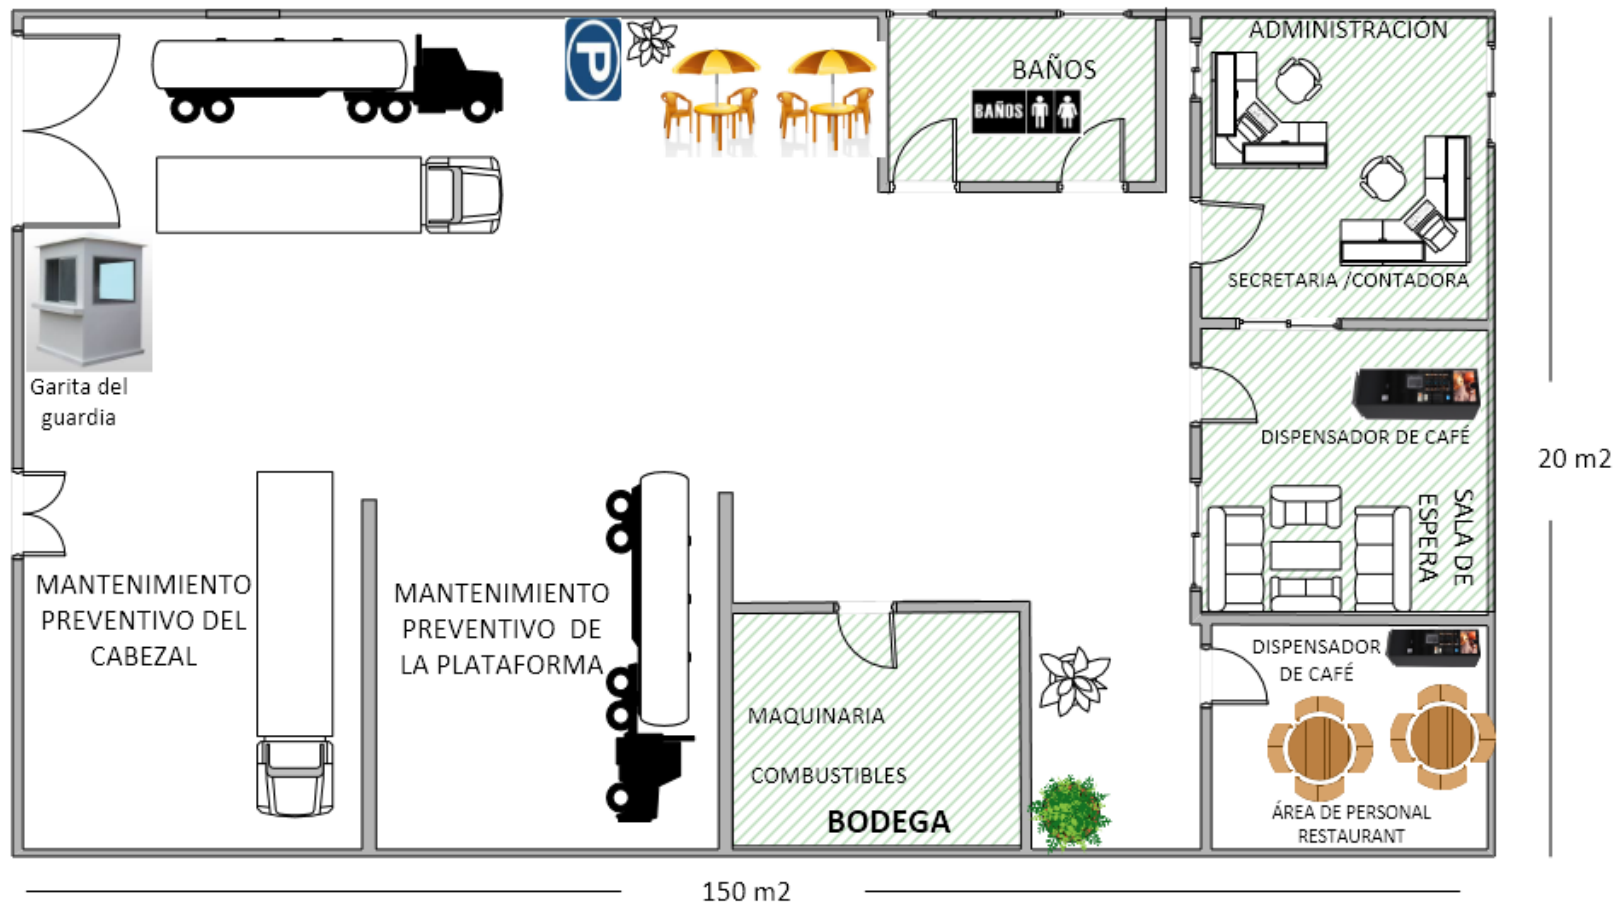 P
ADMINISTRACIÓN
BAÑOS
BAÑOS
SECRETARIA /CONTADORA
Garita del
guardia
DISPENSADOR DE CAFÉ
20 m2
SALA DE
ESPERA
MANTENIMIENTO
PREVENTIVO DEL
CABEZAL
MANTENIMIENTO
PREVENTIVO DE
LA PLATAFORMA
DISPENSADOR
DE CAFÉ
MAQUINARIA
COMBUSTIBLES
BODEGA
ÁREA DE PERSONAL
RESTAURANT
150 m2